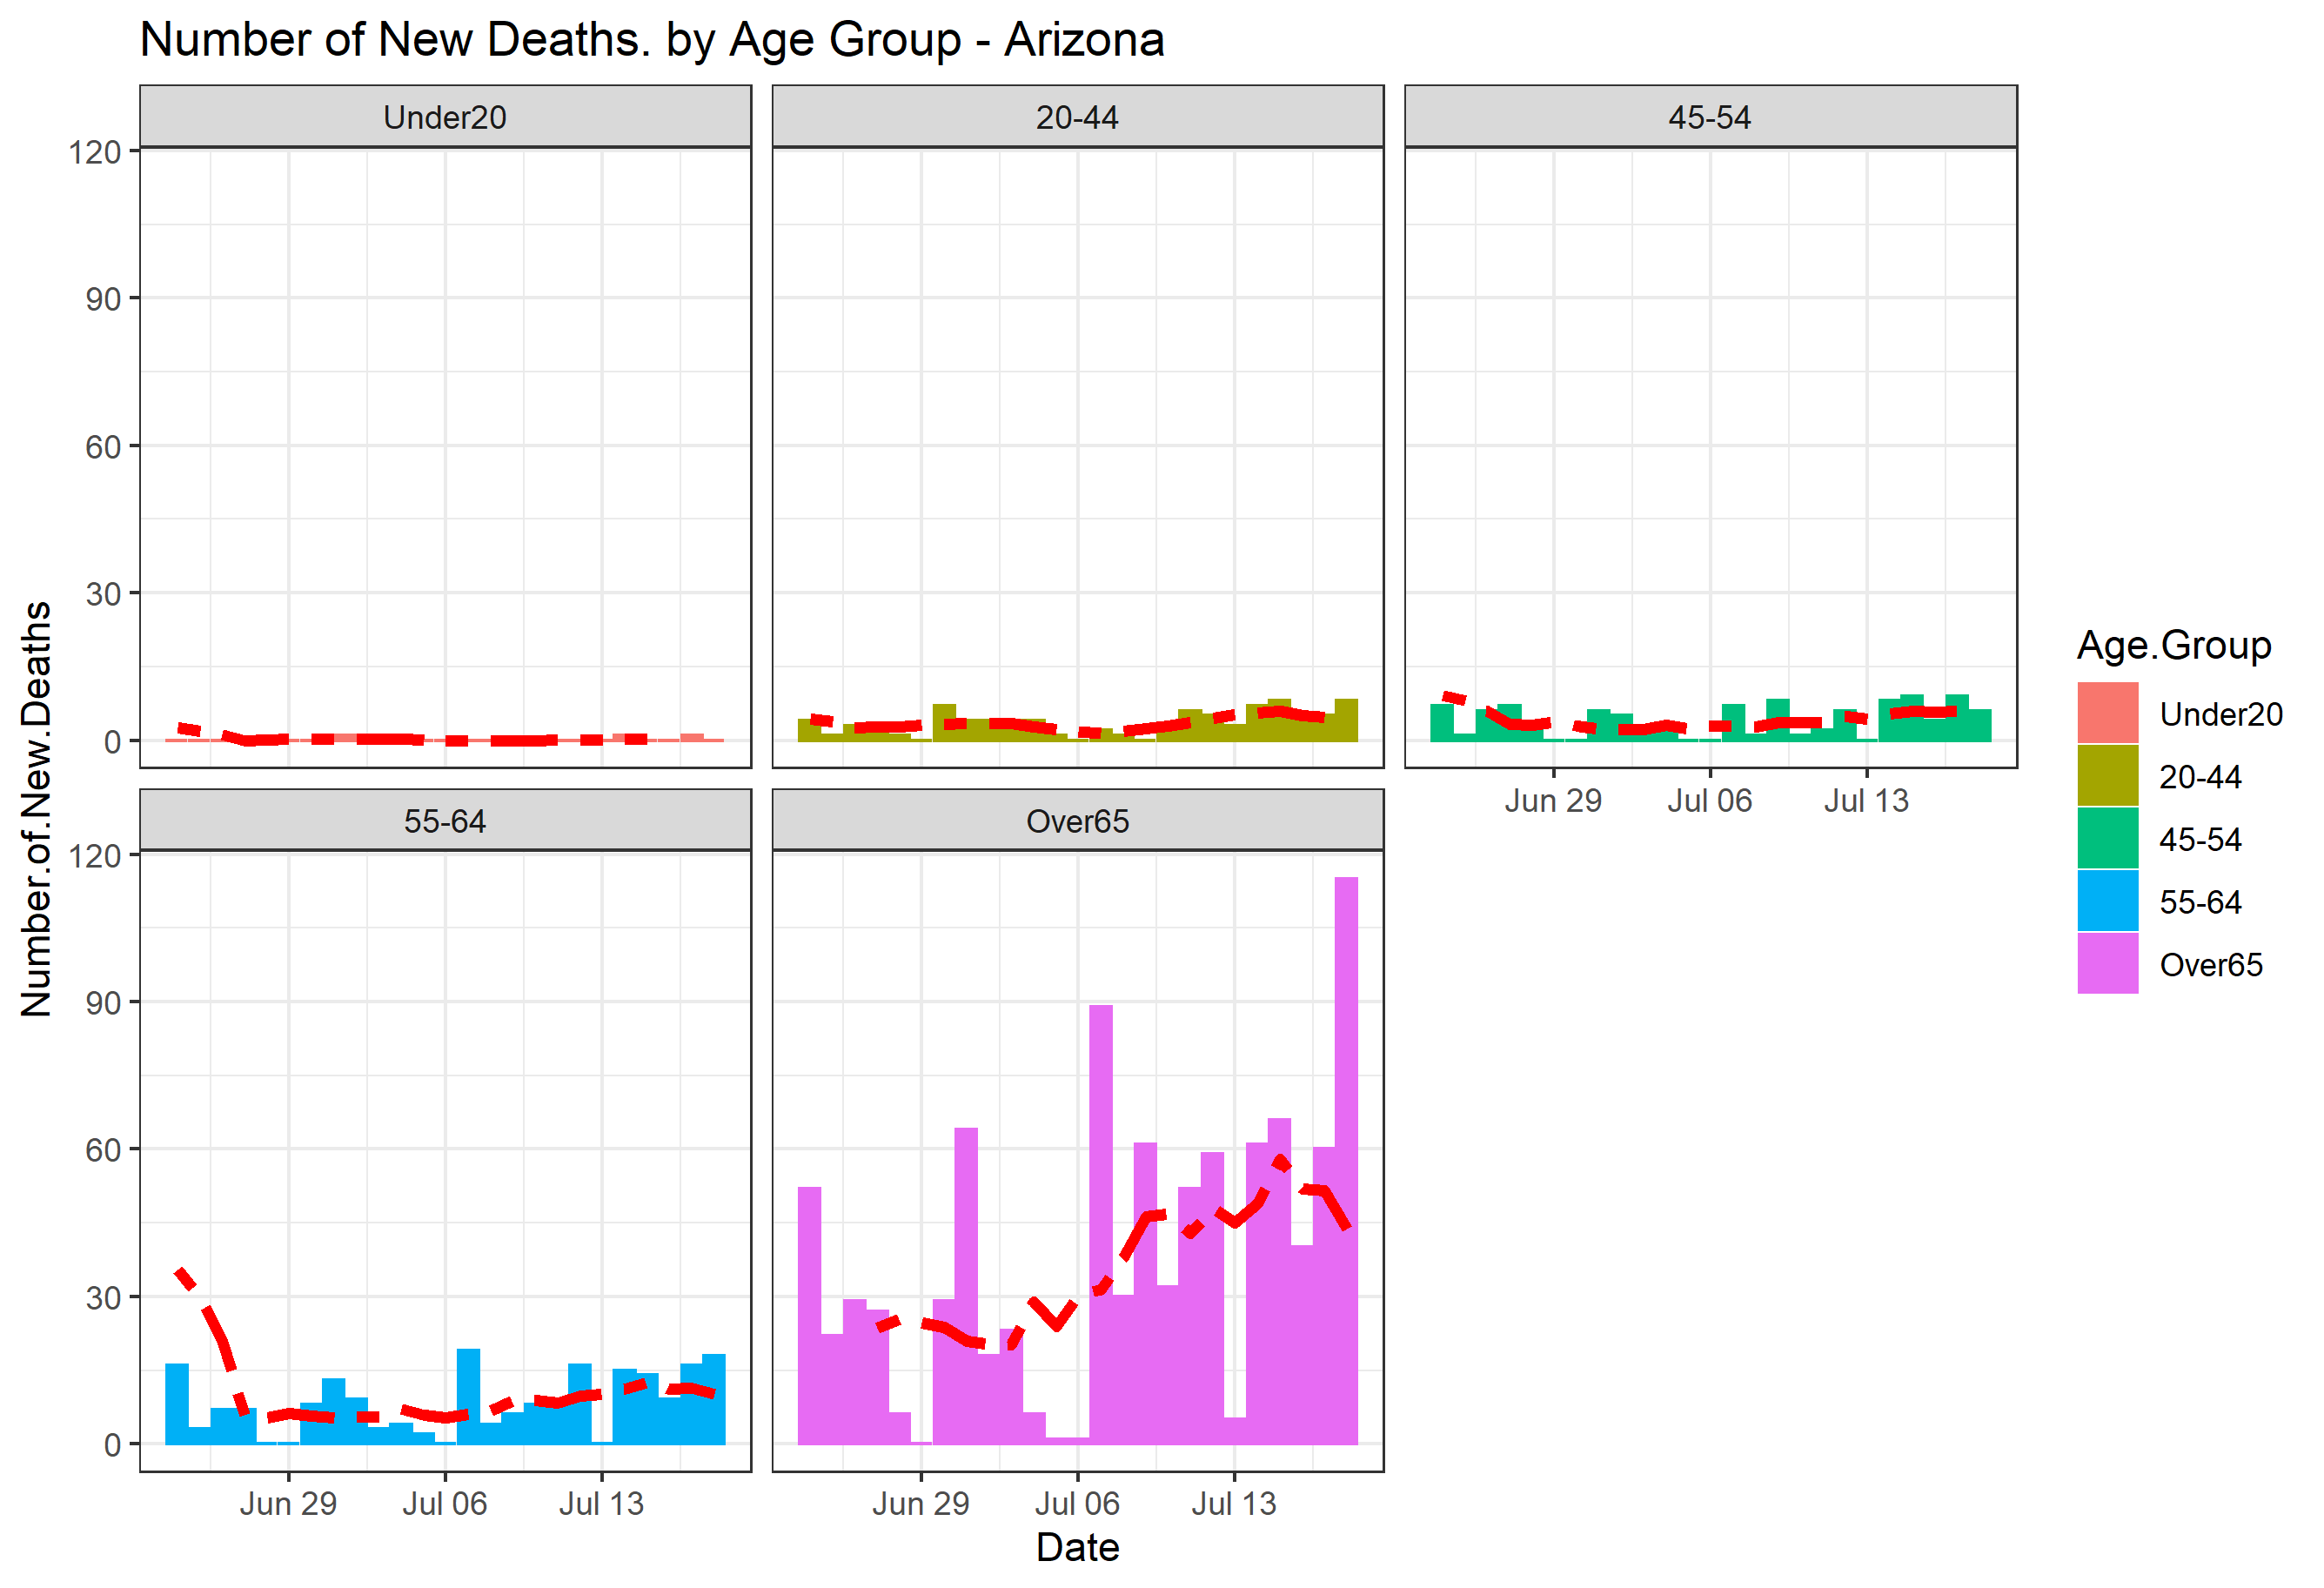 Number of New Deaths. by Age Group - Arizona
Under20
20-44
45-54
120
90
60
30
0
Jun 29
Jul 06
Jul 13
55-64
Over65
120
90
60
30
0
Jun 29
Jul 06
Jul 13
Jun 29
Jul 06
Jul 13
Date
Number.of.New.Deaths
Age.Group
Under20
20-44
45-54
55-64
Over65